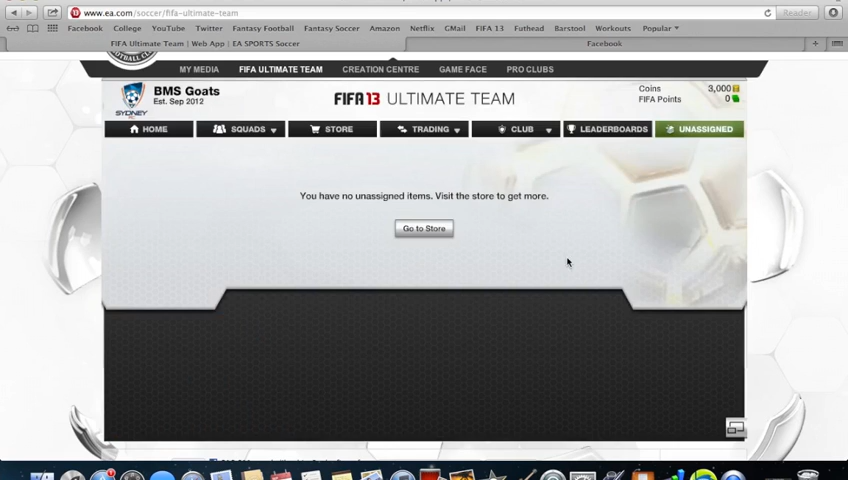 www.ea.com/soccer/fifa-ultimate-team
Reader
Facebook College YouTube Twitter Fantasy Football Fantasy Soccer Amazon Netflix GMail FIFA 13 Futhead Barstool Workouts Popular
FIFA Ultimate Team | Web App | EA SPORTS Soccer Facebook
MY MEDIA FIFA ULTIMATE TEAM CREATION CENTRE GAME FACE PRO CLUBS
BMS Goats
Est. Sep 2012
SYDNEY
FIFA 13 ULTIMATE TEAM
Coins 3,000
FIFA Points 0
HOME SQUADS STORE TRADING CLUB LEADERBOARDS UNASSIGNED
You have no unassigned items. Visit the store to get more.
Go to Store